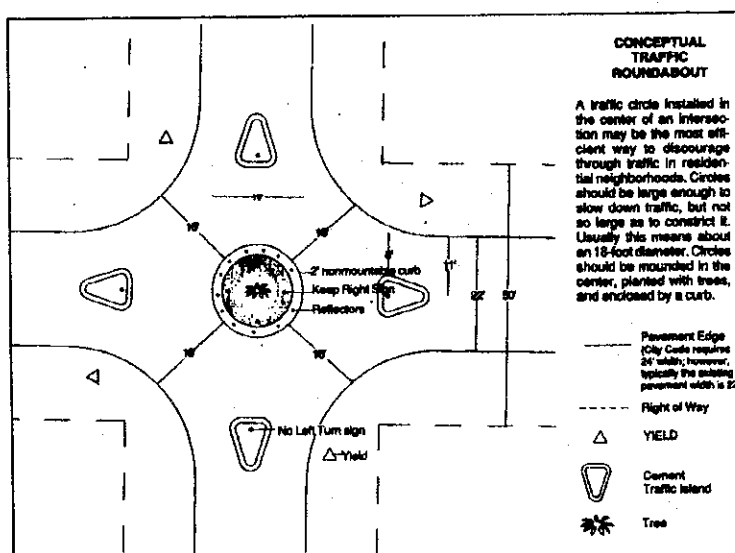 CONCEPTUAL
TRAFFIC
ROUNDABOUT
A traffic circle installed in
the center of an intersec-
tion may be the most effi-
cient way to discourage
through traffic in residen-
tial neighborhoods. Circles
should be large enough to
slow down traffic, but not
so large as to constrict it.
Usually this means about
an 18-foot diameter. Circles
should be mounded in the
center, planted with trees,
and enclosed by a curb.
16'
16'
2' nonmountable curb
Keep Right Sign
Reflectors
11'
22'
50'
16'
16'
No Left Turn sign
Yield
Pavement Edge
(City Code requires
24' width; however,
typically the existing
pavement width is 22'
Right of Way
YIELD
Cement
Traffic Island
Tree